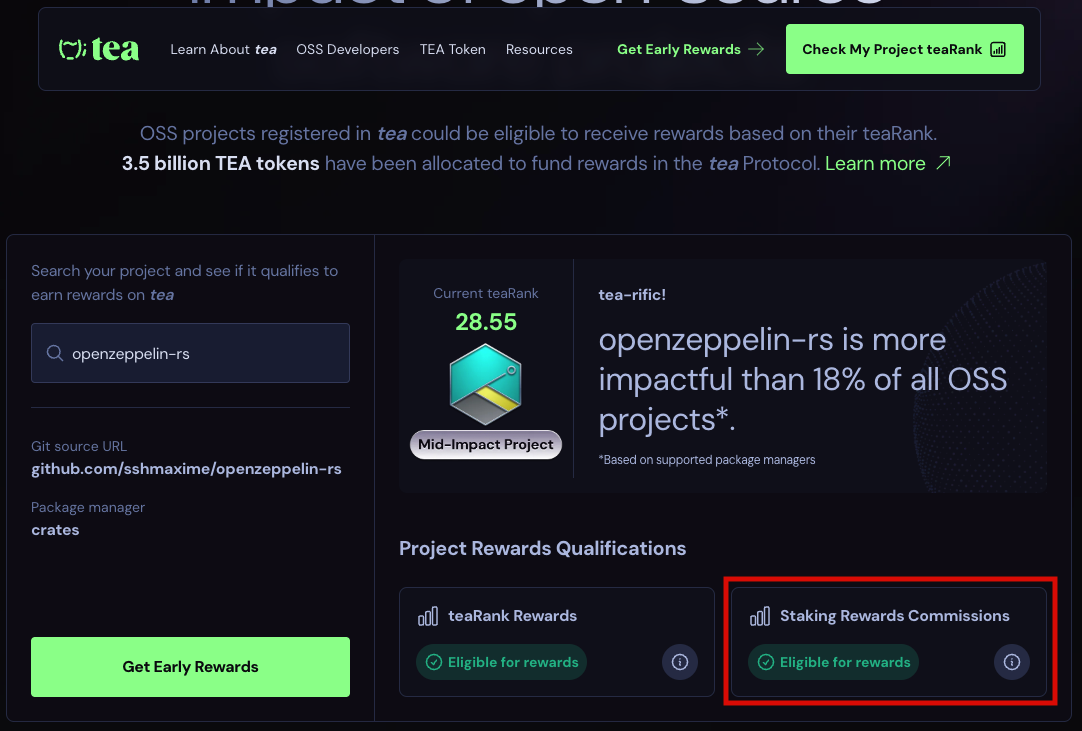 impact of open-source
tea
Learn About tea
OSS Developers
TEA Token
Resources
Get Early Rewards
Check My Project teaRank
OSS projects registered in tea could be eligible to receive rewards based on their teaRank.
3.5 billion TEA tokens have been allocated to fund rewards in the tea Protocol. Learn more
Search your project and see if it qualifies to
earn rewards on tea
openzeppelin-rs
Git source URL
github.com/sshmaxime/openzeppelin-rs
Package manager
crates
Get Early Rewards
Current teaRank
28.55
Mid-Impact Project
tea-rific!
openzeppelin-rs is more
impactful than 18% of all OSS
projects*.
*Based on supported package managers
Project Rewards Qualifications
teaRank Rewards
Eligible for rewards
Staking Rewards Commissions
Eligible for rewards